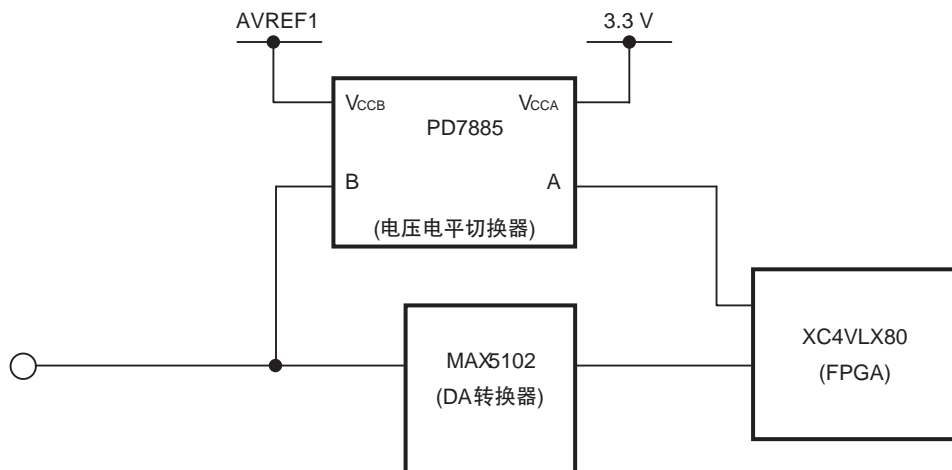 AVREF1
3.3 V
VCCB
VCCA
PD7885
B
A
(电压电平切换器)
XC4VLX80
(FPGA)
MAX5102
(DA转换器)